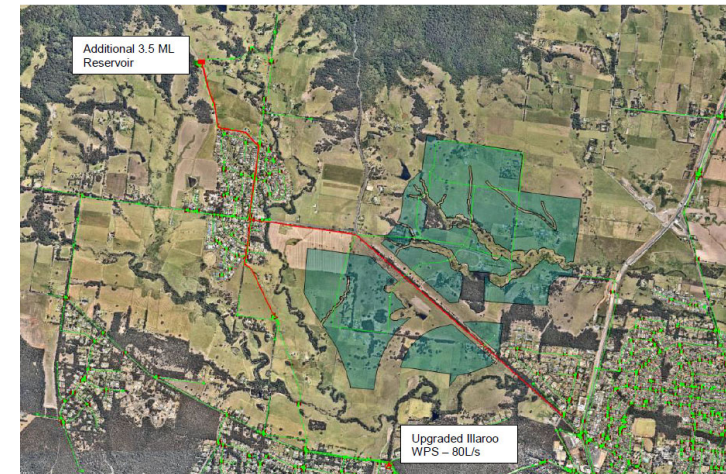 Additional 3.5 ML
Reservoir
Upgraded Illaroo
WPS – 80L/s